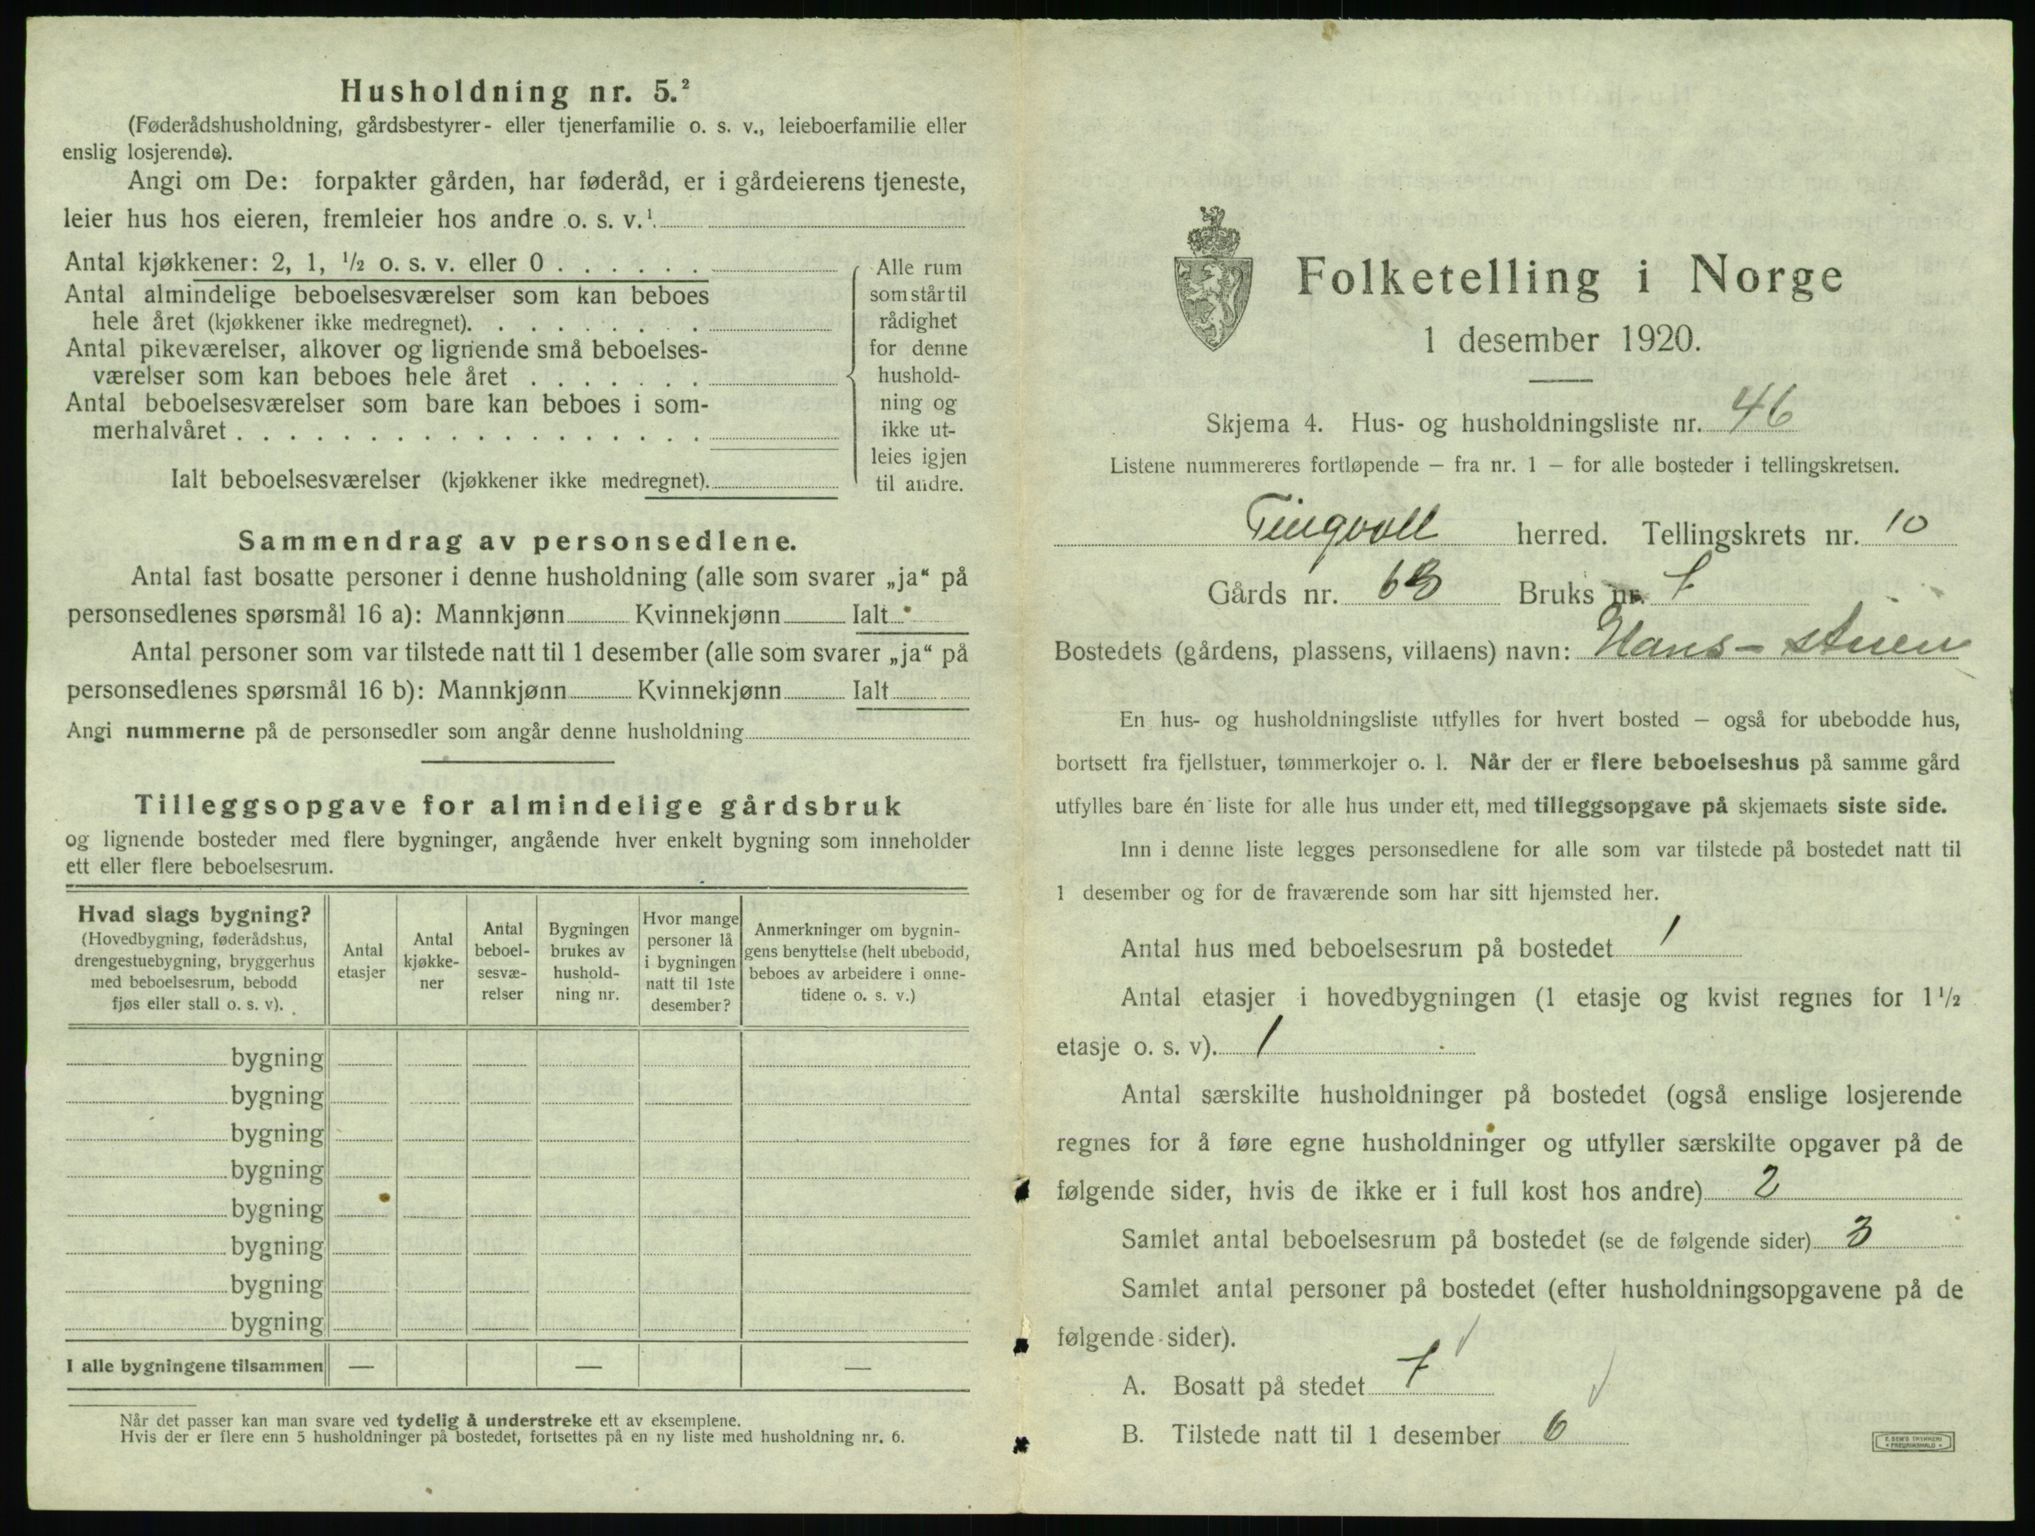 Husholdning nr. 5.²
(Føderådshusholdning, gårdsbestyrer- eller tjenerfamilie o. s. v., leieboerfamilie eller
enslig losjerende).
Angi om De: forpakter gården, har føderåd, er i gårdeierens tjeneste,
leier hus hos eieren, fremleier hos andre o. s. v.¹
Antal kjøkkener: 2, 1, ½ o. s. v. eller 0 . . . . . .
Antal almindelige beboelsesværelser som kan beboes
hele året (kjøkkener ikke medregnet). . . . . . . . .
Antal pikeværelser, alkover og lignende små beboelses-
værelser som kan beboes hele året . . . . . . .
Antal beboelsesværelser som bare kan beboes i som-
merhalvåret . . . . . . . . . . . . . . . . . .
Ialt beboelsesværelser (kjøkkener ikke medregnet).
Alle rum
som står til
rådighet
for denne
hushold-
ning og
ikke ut-
leies igjen
til andre.
Sammendrag av personsedlene.
Antal fast bosatte personer i denne husholdning (alle som svarer „ja“ på
personsedlenes spørsmål 16 a): Mannkjønn Kvinnekjønn Ialt
Antal personer som var tilstede natt til 1 desember (alle som svarer „ja“ på
personsedlenes spørsmål 16 b): Mannkjønn Kvinnekjønn Ialt
Angi nummerne på de personsedler som angår denne husholdning
Tilleggsopgave for almindelige gårdsbruk
og lignende bosteder med flere bygninger, angående hver enkelt bygning som inneholder
ett eller flere beboelsesrum.
Hvad slags bygning?
(Hovedbygning, føderådshus,
drengestuebygning, bryggerhus
med beboelsesrum, bebodd
fjøs eller stall o. s. v).
Antal
etasjer
Antal
kjøkke-
ner
Antal
beboel-
sesvæ-
relser
Bygningen
brukes av
hushold-
ning nr.
Hvor mange
personer lå
i bygningen
natt til 1ste
desember?
Anmerkninger om bygnin-
gens benyttelse (helt ubebodd,
beboes av arbeidere i onne-
tidene o. s. v.)
bygning
bygning
bygning
bygning
bygning
bygning
bygning
bygning
I alle bygningene tilsammen — — —
Når det passer kan man svare ved tydelig å understreke ett av eksemplene.
Hvis der er flere enn 5 husholdninger på bostedet, fortsettes på en ny liste med husholdning nr. 6.
Folketelling i Norge
1 desember 1920.
Skjema 4. Hus- og husholdningsliste nr. 46
Listene nummereres fortløpende — fra nr. 1 — for alle bosteder i tellingskretsen.
Tingvoll herred. Tellingskrets nr. 10
Gårds nr. 63 Bruks nr. 7
Bostedets (gårdens, plassens, villaens) navn: Hans-stuen
En hus- og husholdningsliste utfylles for hvert bosted — også for ubebodde hus,
bortsett fra fjellstuer, tømmerkojer o. l. Når der er flere beboelseshus på samme gård
utfylles bare én liste for alle hus under ett, med tilleggsopgave på skjemaets siste side.
Inn i denne liste legges personsedlene for alle som var tilstede på bostedet natt til
1 desember og for de fraværende som har sitt hjemsted her.
Antal hus med beboelsesrum på bostedet 1
Antal etasjer i hovedbygningen (1 etasje og kvist regnes for 1½
etasje o. s. v). 1
Antal særskilte husholdninger på bostedet (også enslige losjerende
regnes for å føre egne husholdninger og utfyller særskilte opgaver på de
følgende sider, hvis de ikke er i full kost hos andre) 2
Samlet antal beboelsesrum på bostedet (se de følgende sider) 3
Samlet antal personer på bostedet (efter husholdningsopgavene på de
følgende sider).
A. Bosatt på stedet 7
B. Tilstede natt til 1 desember 6